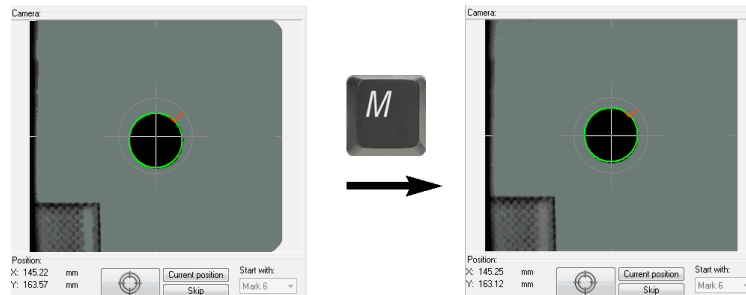 Camera:
Position:
X: 145.22 mm
Y: 163.57 mm
Current position
Skip
Start with:
Mark 6
M
Camera:
Position:
X: 145.25 mm
Y: 163.12 mm
Current position
Skip
Start with:
Mark 6